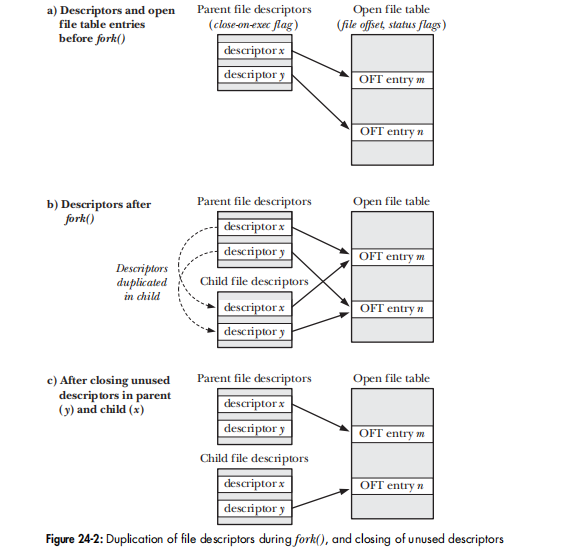 a) Descriptors and open
file table entries
before fork()
Parent file descriptors
(close-on-exec flag)
Open file table
(file offset, status flags)
descriptor x
descriptor y
OFT entry m
OFT entry n
b) Descriptors after
fork()
Parent file descriptors
Open file table
descriptor x
descriptor y
OFT entry m
Descriptors
duplicated
in child
Child file descriptors
descriptor x
descriptor y
OFT entry n
c) After closing unused
descriptors in parent
(y) and child (x)
Parent file descriptors
Open file table
descriptor x
descriptor y
OFT entry m
Child file descriptors
descriptor x
descriptor y
OFT entry n
Figure 24-2: Duplication of file descriptors during fork(), and closing of unused descriptors